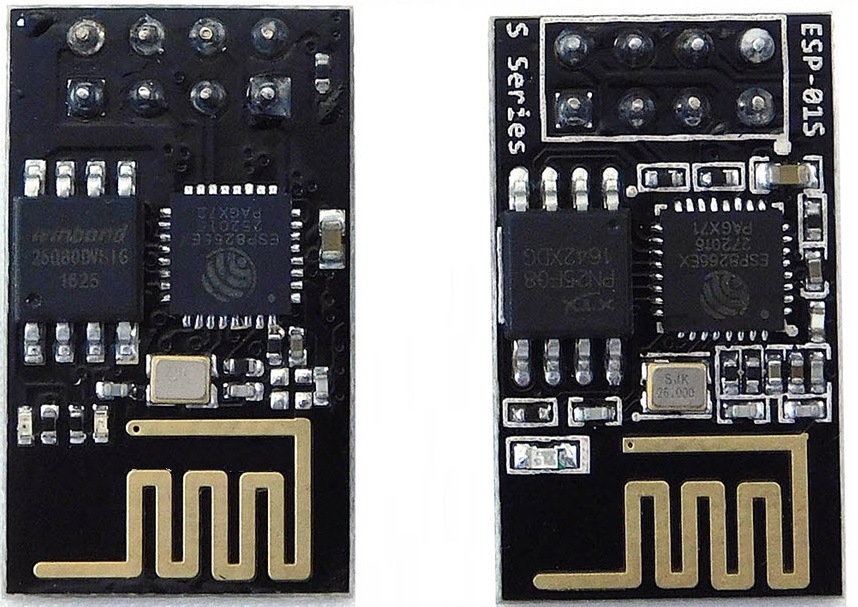 winbond
25Q80DVSIG
1625
ESP8266EX
PAGX72
S Series
ESP-01S
XTX
PN25F08
1642XDG
ESP8266EX
272016
PAGX71
SJK
26.000